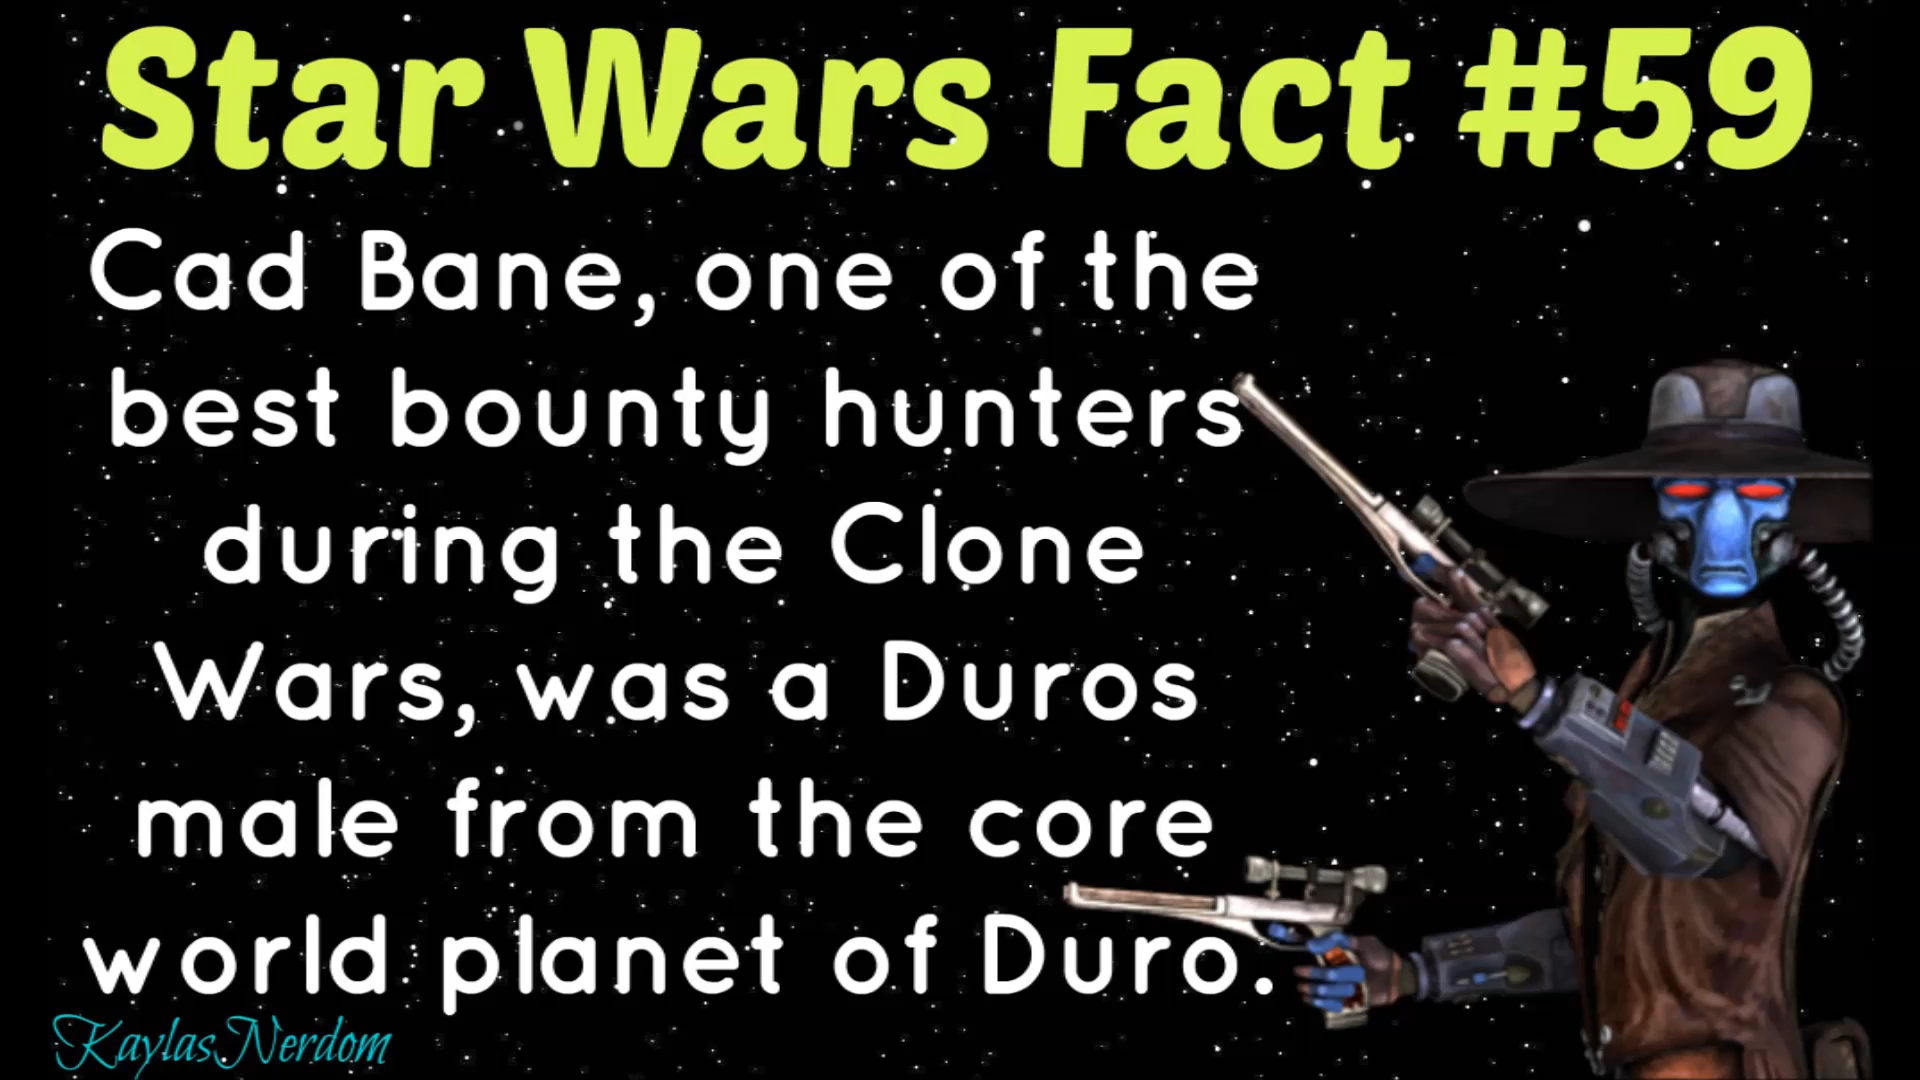 Star Wars Fact #59
Cad Bane, one of the
best bounty hunters
during the Clone
Wars, was a Duros
male from the core
world planet of Duro.
KaylasNerdom